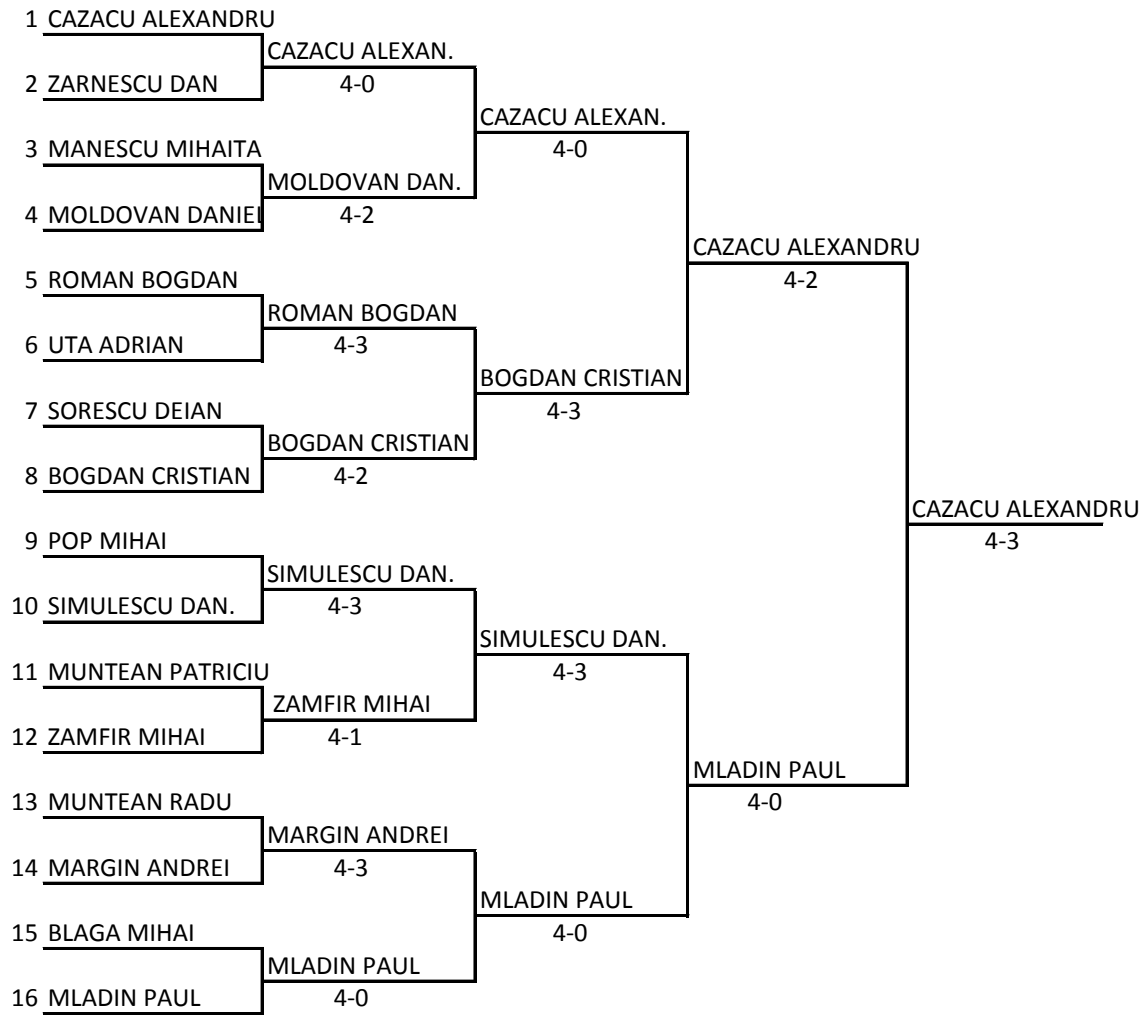 1 CAZACU ALEXANDRU
CAZACU ALEXAN.
2 ZARNESCU DAN
4-0
CAZACU ALEXAN.
3 MANESCU MIHAITA
4-0
MOLDOVAN DAN.
4 MOLDOVAN DANIEL
4-2
CAZACU ALEXANDRU
5 ROMAN BOGDAN
4-2
ROMAN BOGDAN
6 UTA ADRIAN
4-3
BOGDAN CRISTIAN
7 SORESCU DEIAN
4-3
BOGDAN CRISTIAN
8 BOGDAN CRISTIAN
4-2
CAZACU ALEXANDRU
9 POP MIHAI
4-3
SIMULESCU DAN.
10 SIMULESCU DAN.
4-3
SIMULESCU DAN.
11 MUNTEAN PATRICIU
4-3
ZAMFIR MIHAI
12 ZAMFIR MIHAI
4-1
MLADIN PAUL
13 MUNTEAN RADU
4-0
MARGIN ANDREI
14 MARGIN ANDREI
4-3
MLADIN PAUL
15 BLAGA MIHAI
4-0
MLADIN PAUL
16 MLADIN PAUL
4-0